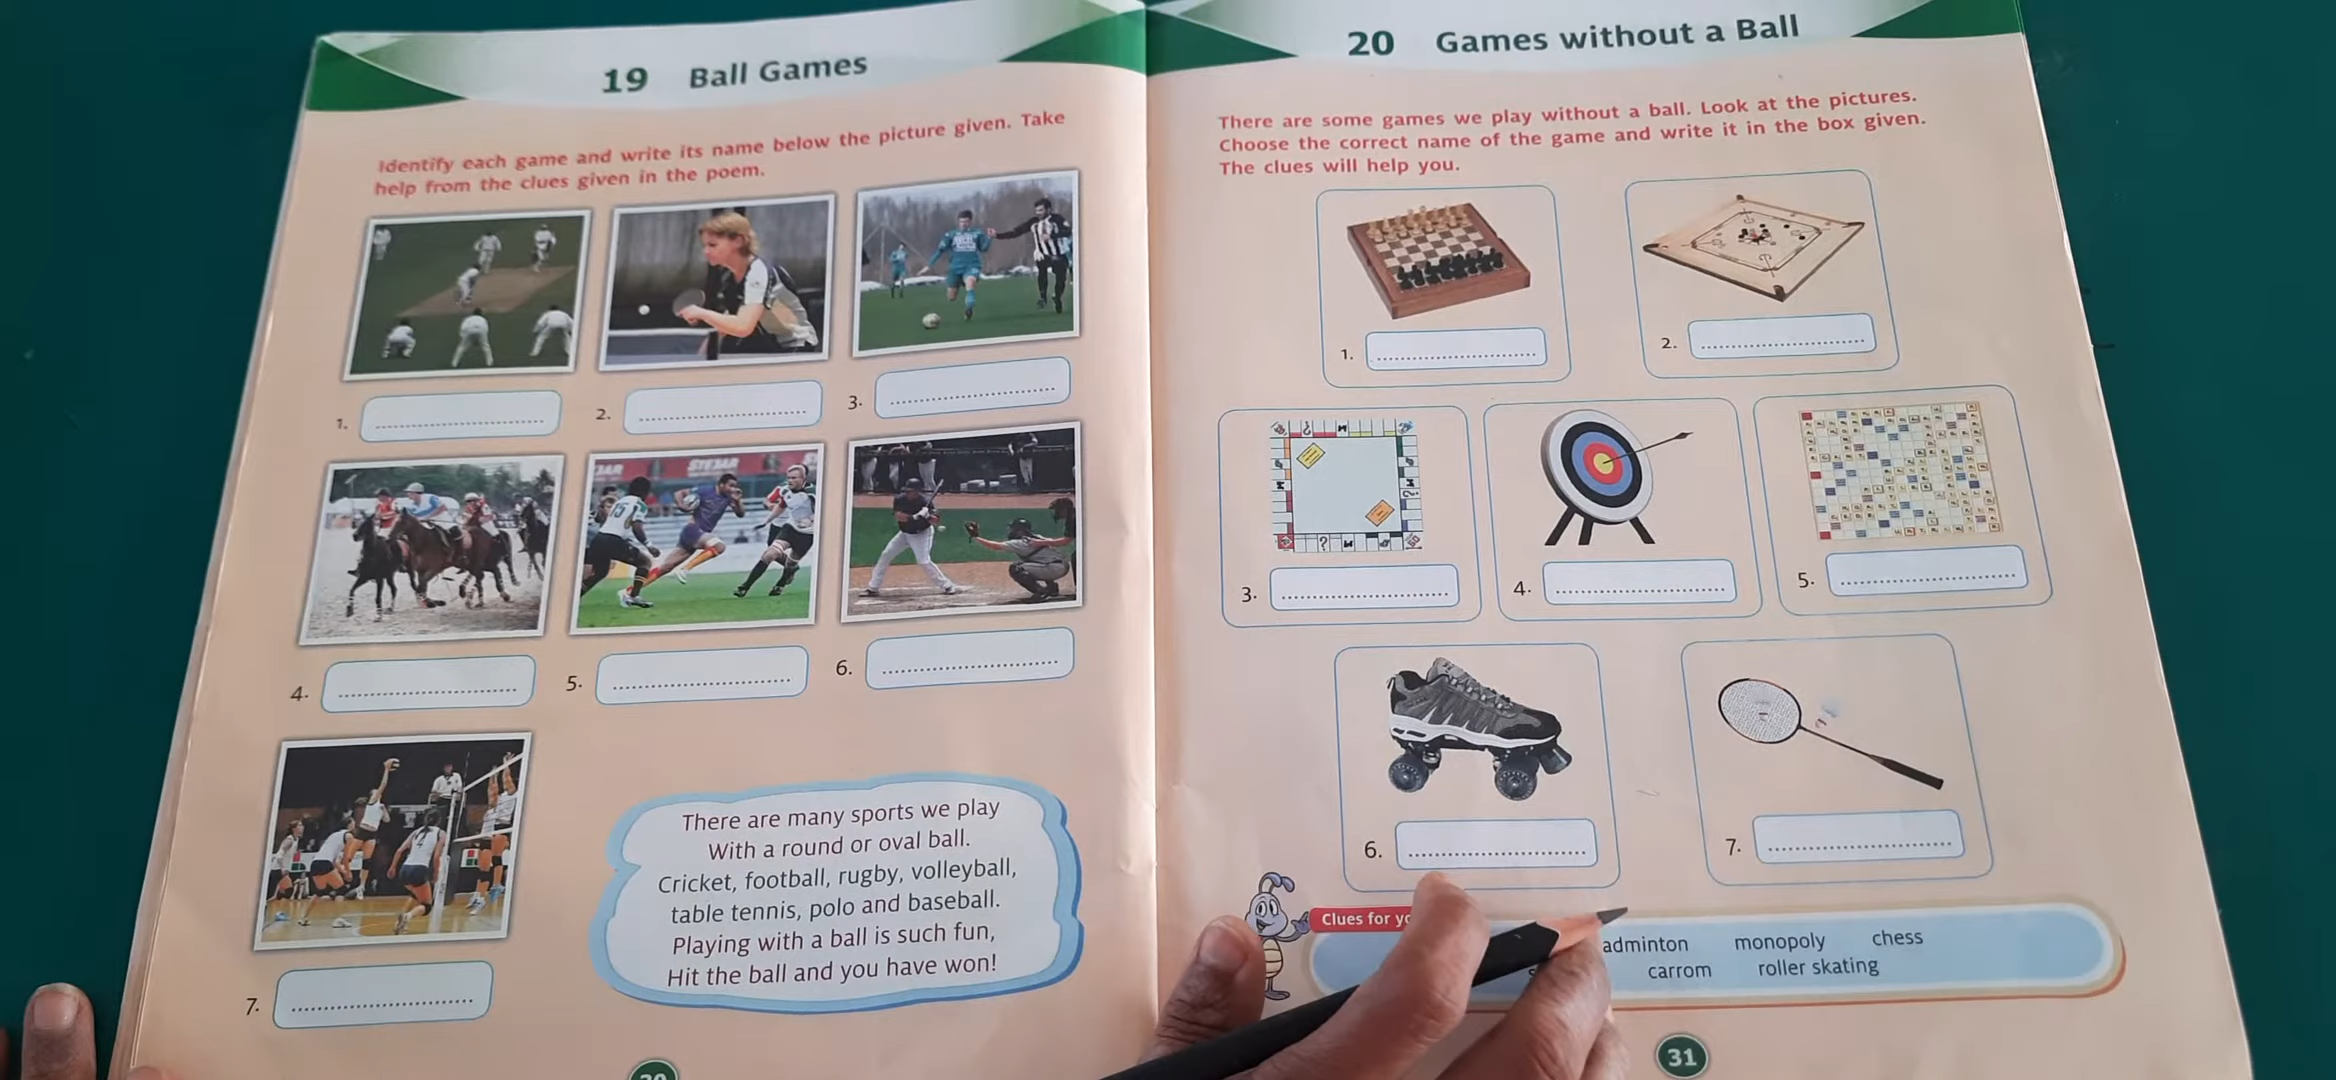 19 Ball Games
Identify each game and write its name below the picture given. Take
help from the clues given in the poem.
1.
2.
3.
4.
5.
6.
7.
There are many sports we play
With a round or oval ball.
Cricket, football, rugby, volleyball,
table tennis, polo and baseball.
Playing with a ball is such fun,
Hit the ball and you have won!
20 Games without a Ball
There are some games we play without a ball. Look at the pictures.
Choose the correct name of the game and write it in the box given.
The clues will help you.
1.
2.
3.
4.
5.
6.
7.
Clues for
adminton monopoly chess
carrom roller skating
31